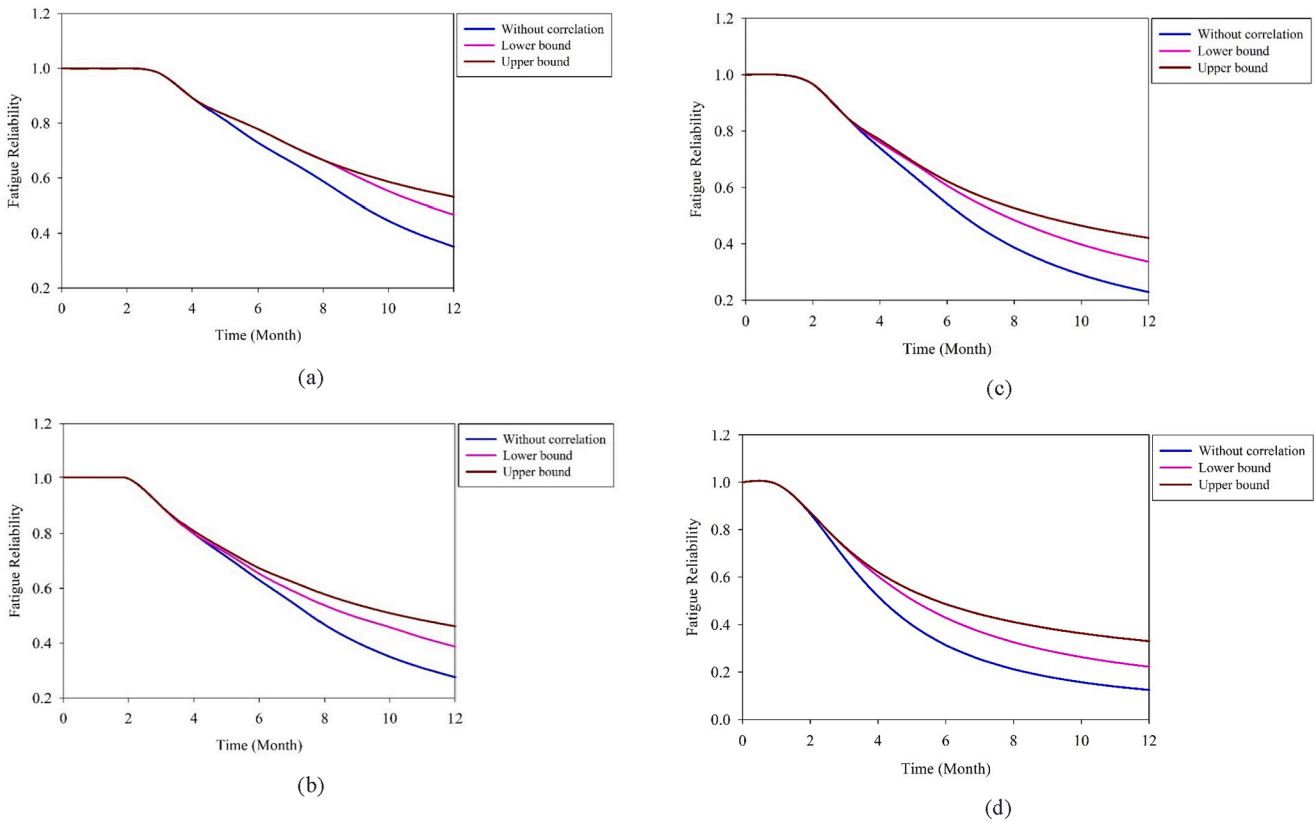 1.2
1.0
0.8
0.6
0.4
0.2
Fatigue Reliability
0 2 4 6 8 10 12
Time (Month)
Without correlation
Lower bound
Upper bound
(a)
1.2
1.0
0.8
0.6
0.4
0.2
Fatigue Reliability
0 2 4 6 8 10 12
Time (Month)
Without correlation
Lower bound
Upper bound
(c)
1.2
1.0
0.8
0.6
0.4
0.2
Fatigue Reliability
0 2 4 6 8 10 12
Time (Month)
Without correlation
Lower bound
Upper bound
(b)
1.2
1.0
0.8
0.6
0.4
0.2
0.0
Fatigue Reliability
0 2 4 6 8 10 12
Time (Month)
Without correlation
Lower bound
Upper bound
(d)